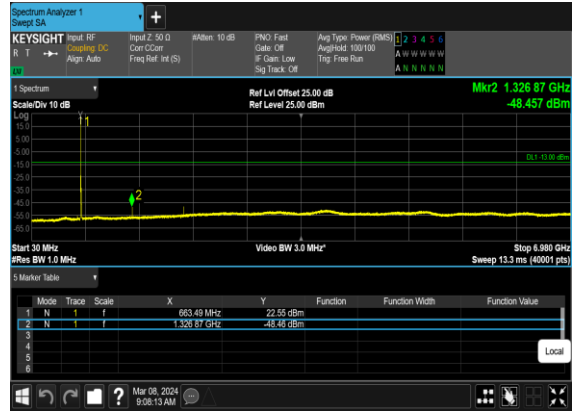 Spectrum Analyzer 1
Swept SA
+
KEYSIGHT
R T
Input: RF
Coupling: DC
Align: Auto
Input Z: 50 Ω
Corr CCorr
Freq Ref: Int (S)
#Atten: 10 dB
PNO: Fast
Gate: Off
IF Gain: Low
Sig Track: Off
Avg Type: Power (RMS)
Avg|Hold: 100/100
Trig: Free Run
1 2 3 4 5 6
A W W W W W
A N N N N N
1 Spectrum
Scale/Div 10 dB
Ref Lvl Offset 25.00 dB
Ref Level 25.00 dBm
Mkr2 1.326 87 GHz
-48.457 dBm
Log
15.0
5.00
-5.00
-15.0
-25.0
-35.0
-45.0
-55.0
-65.0
1
2
DL1 -13.00 dBm
Start 30 MHz
#Res BW 1.0 MHz
Video BW 3.0 MHz*
Stop 6.980 GHz
Sweep 13.3 ms (40001 pts)
5 Marker Table
Mode Trace Scale X Y Function Function Width Function Value
1 N 1 f 663.49 MHz 22.55 dBm
2 N 1 f 1.326 87 GHz -48.46 dBm
3
4
5
6
Local
?
Mar 08, 2024
9:08:13 AM